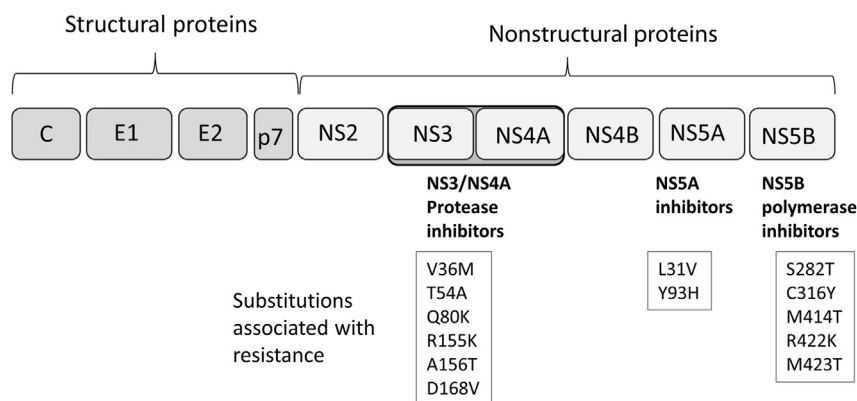 Structural proteins
Nonstructural proteins
C
E1
E2
p7
NS2
NS3
NS4A
NS4B
NS5A
NS5B
NS3/NS4A
Protease
inhibitors
NS5A
inhibitors
NS5B
polymerase
inhibitors
Substitutions
associated with
resistance
V36M
T54A
Q80K
R155K
A156T
D168V
L31V
Y93H
S282T
C316Y
M414T
R422K
M423T